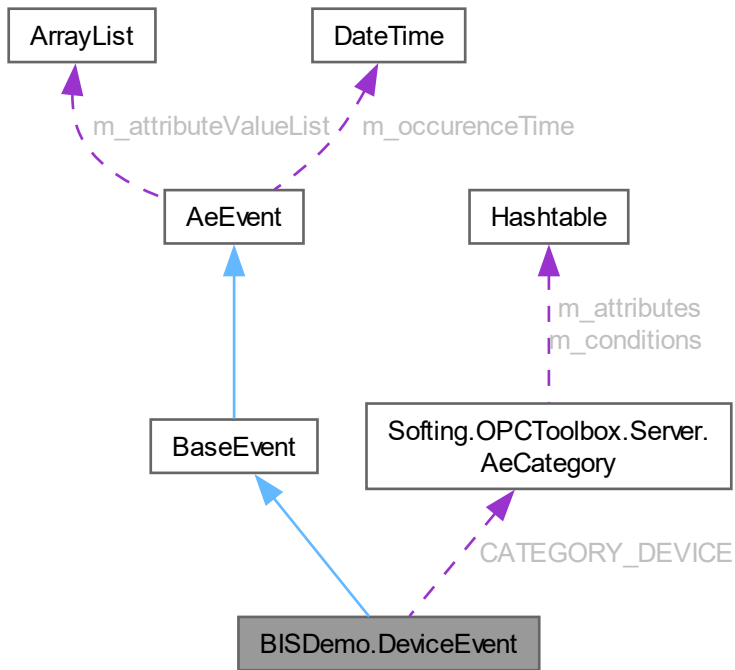 ArrayList
DateTime
m_attributeValueList
m_occurenceTime
AeEvent
Hashtable
m_attributes
m_conditions
BaseEvent
Softing.OPCToolbox.Server.
AeCategory
CATEGORY_DEVICE
BISDemo.DeviceEvent